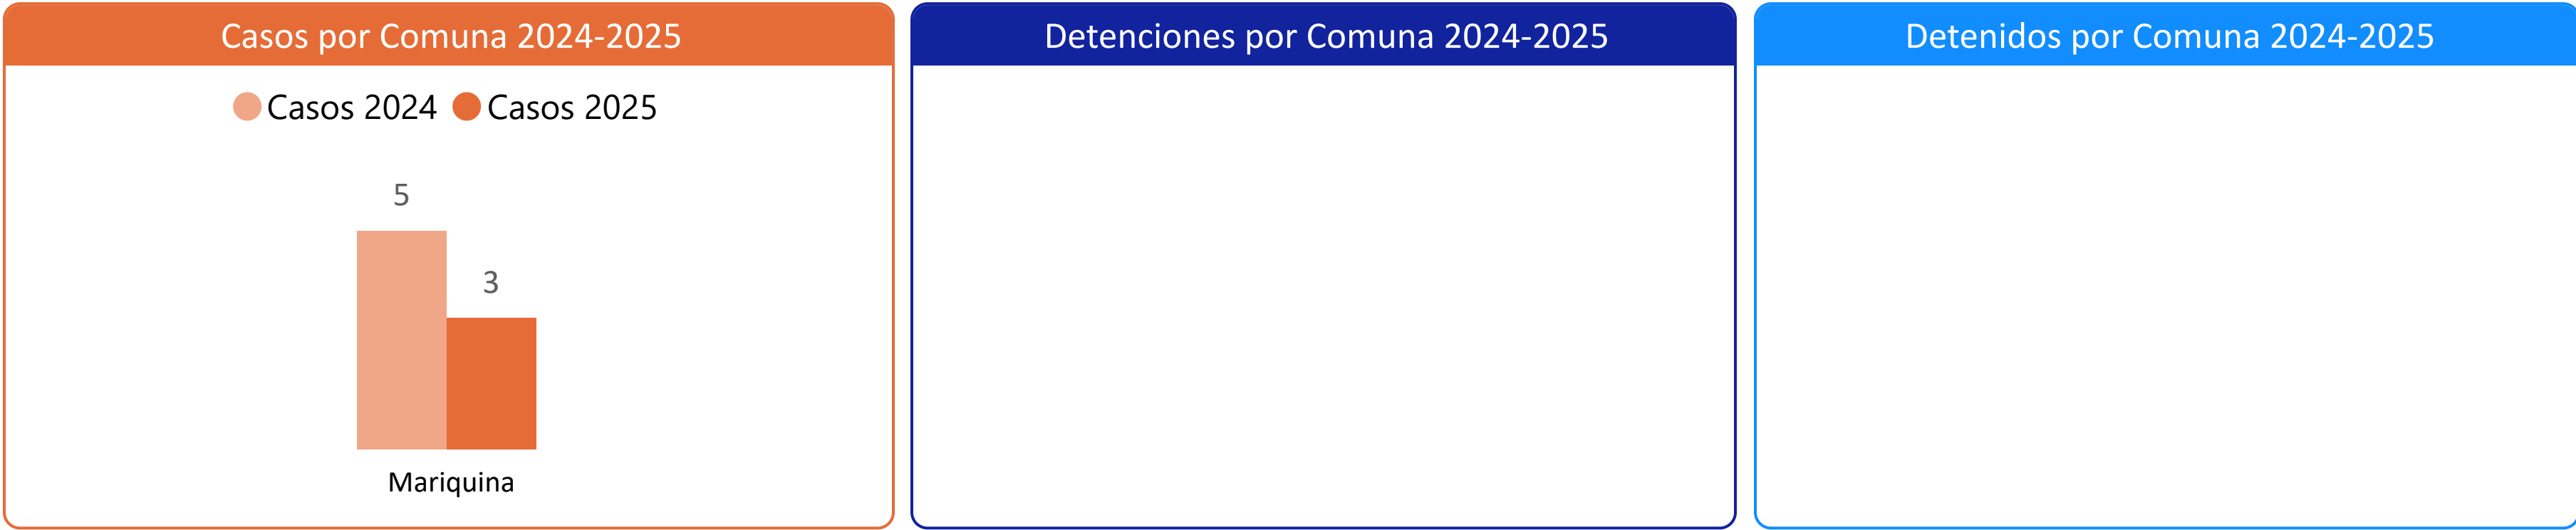 Casos por Comuna 2024-2025
Casos 2024 Casos 2025
5
3
Mariquina
Detenciones por Comuna 2024-2025
Detenidos por Comuna 2024-2025